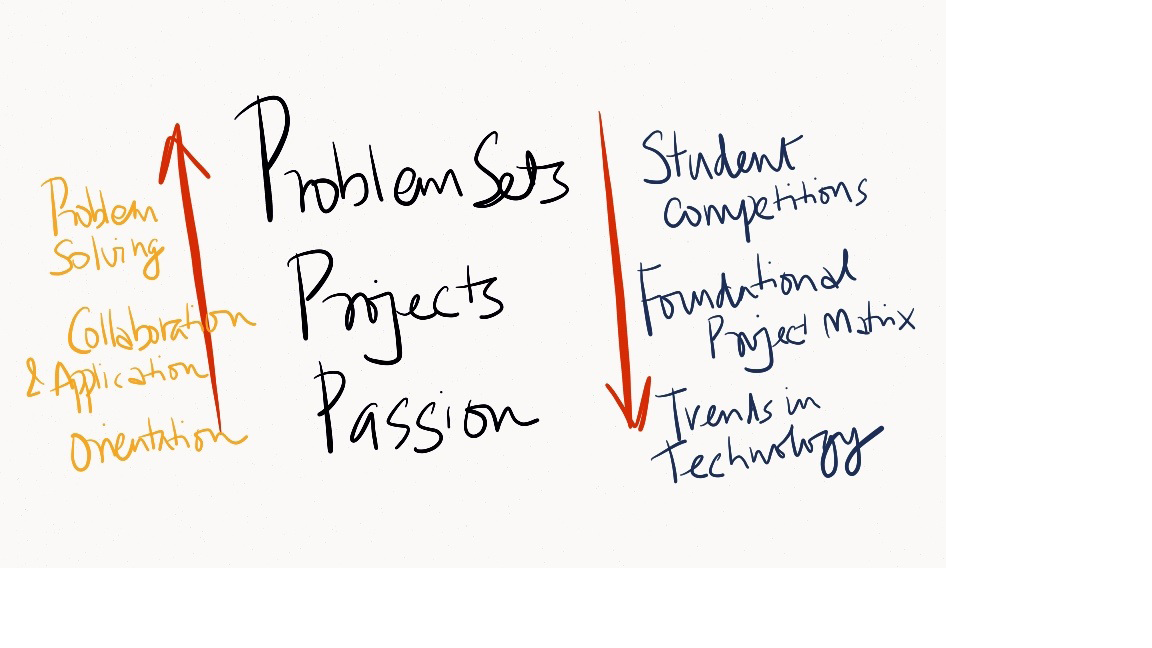 Problem
Solving
Collaboration
& Application
Orientation
Problem Sets
Projects
Passion
Student
Competitions
Foundational
Project Matrix
Trends in
Technology